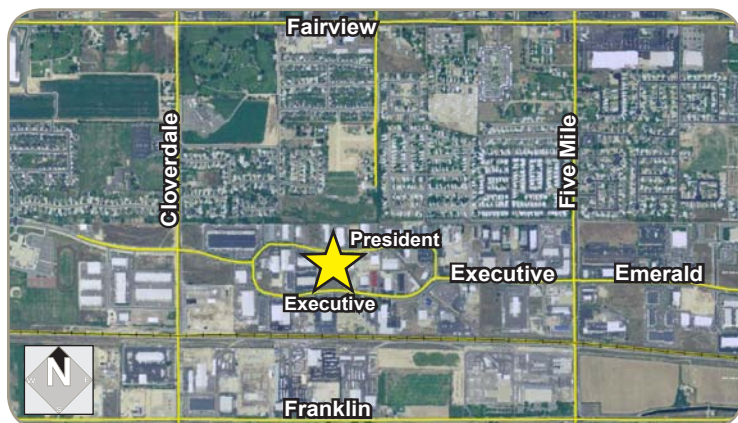 Fairview
Cloverdale
Five Mile
President
Executive
Emerald
Executive
N
Franklin